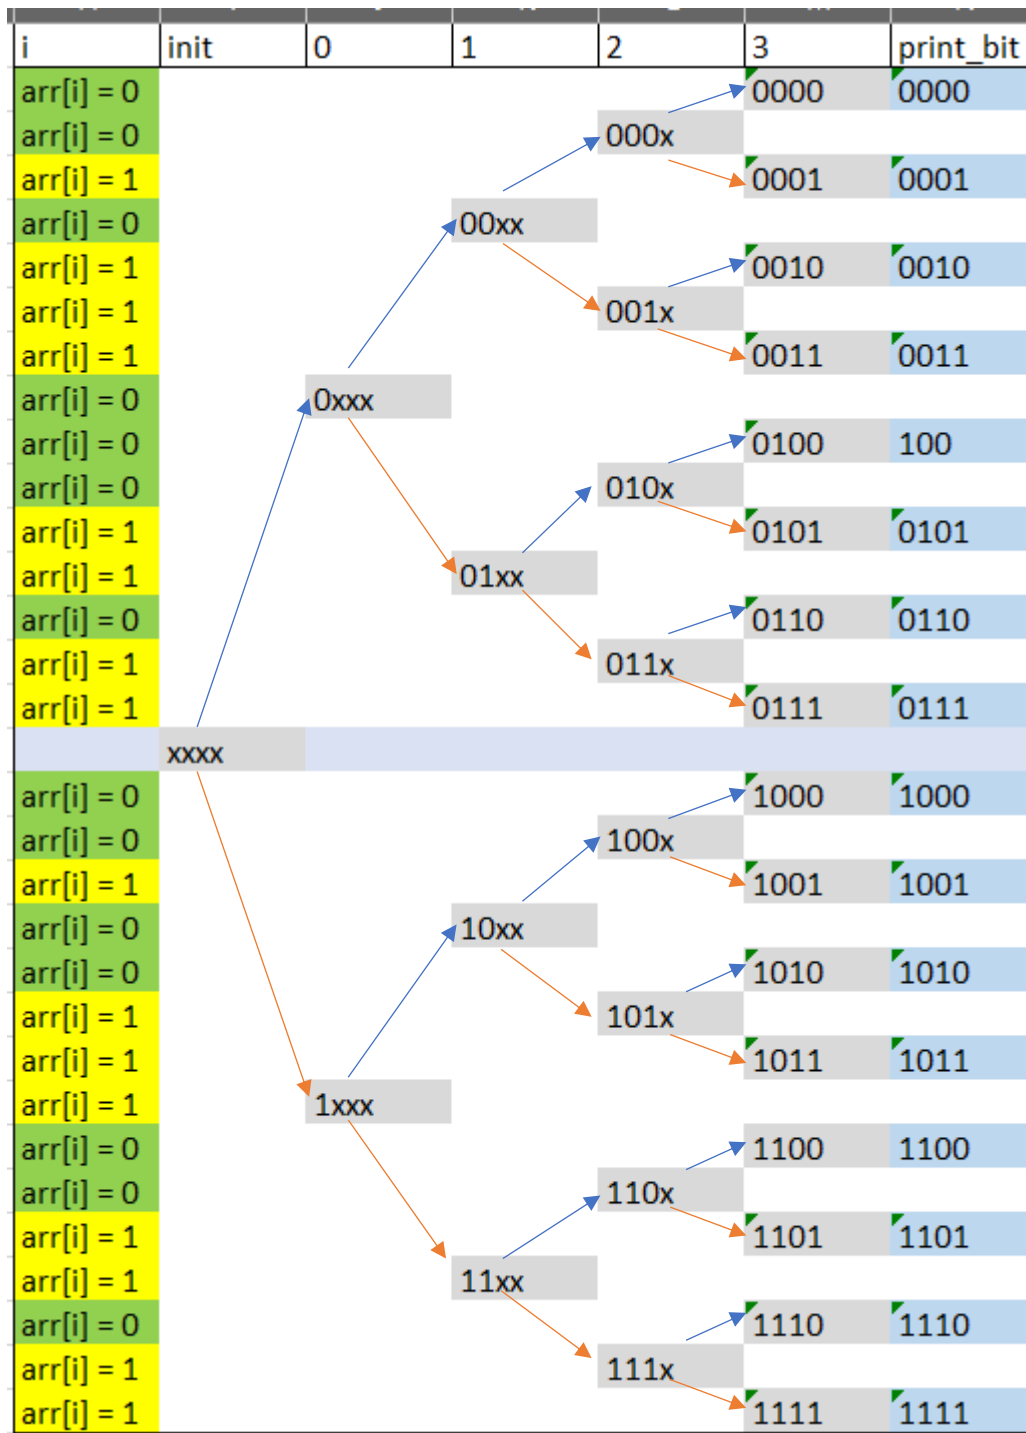 i init 0 1 2 3 print_bit
arr[i] = 0 0000 0000
arr[i] = 0 000x
arr[i] = 1 0001 0001
arr[i] = 0 00xx
arr[i] = 1 0010 0010
arr[i] = 1 001x
arr[i] = 1 0011 0011
arr[i] = 0 0xxx
arr[i] = 0 0100 100
arr[i] = 0 010x
arr[i] = 1 0101 0101
arr[i] = 1 01xx
arr[i] = 0 0110 0110
arr[i] = 1 011x
arr[i] = 1 0111 0111
xxxx
arr[i] = 0 1000 1000
arr[i] = 0 100x
arr[i] = 1 1001 1001
arr[i] = 0 10xx
arr[i] = 0 1010 1010
arr[i] = 1 101x
arr[i] = 1 1011 1011
arr[i] = 1 1xxx
arr[i] = 0 1100 1100
arr[i] = 0 110x
arr[i] = 1 1101 1101
arr[i] = 1 11xx
arr[i] = 0 1110 1110
arr[i] = 1 111x
arr[i] = 1 1111 1111